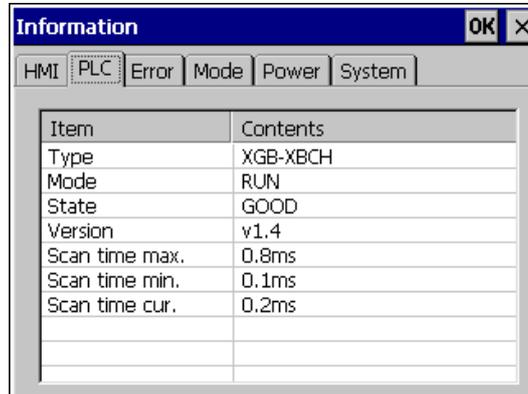 Information OK ×
HMI PLC Error Mode Power System
Item Contents
Type XGB-XBCH
Mode RUN
State GOOD
Version v1.4
Scan time max. 0.8ms
Scan time min. 0.1ms
Scan time cur. 0.2ms